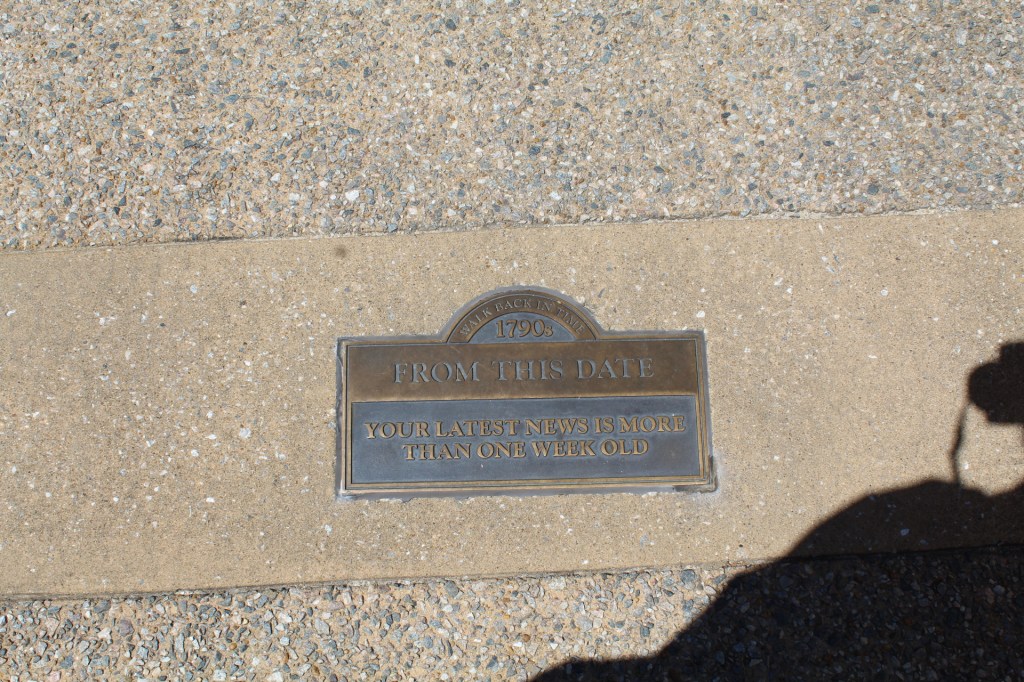 WALK BACK IN TIME
1790s
FROM THIS DATE
YOUR LATEST NEWS IS MORE
THAN ONE WEEK OLD